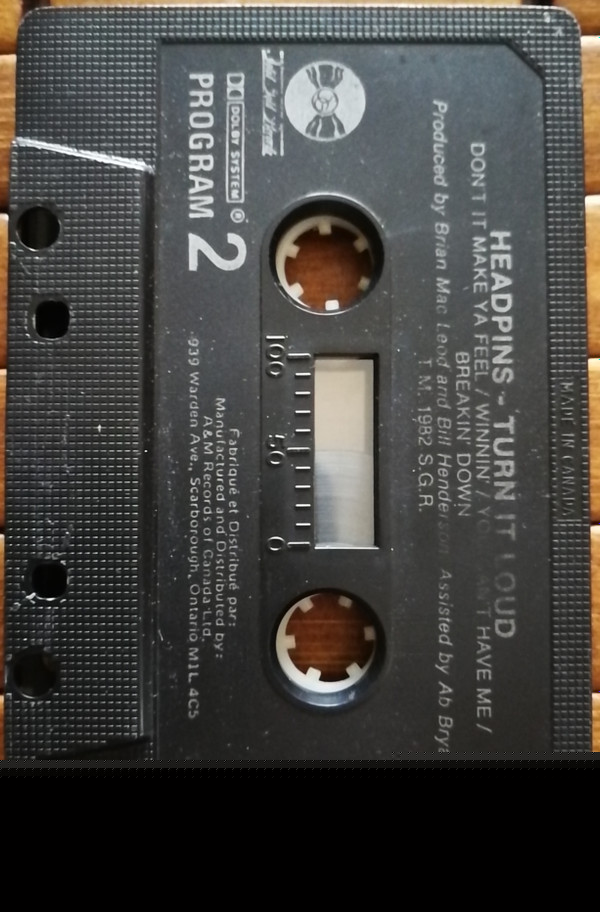 MADE IN CANADA
HEADPINS - TURN IT LOUD
DON'T IT MAKE YA FEEL / WINNIN' / HAVE ME /
BREAKIN' DOWN
Produced by Brian Mac Leod and Bill Henderson Assisted by Ab
T.M. 1982 S.G.R.
100 50 0
DOLBY SYSTEM ®
PROGRAM 2
Fabriqué et Distribué par:
Manufactured and Distributed by:
A&M Records of Canada Ltd.
939 Warden Ave., Scarborough, Ontario M1L 4C5